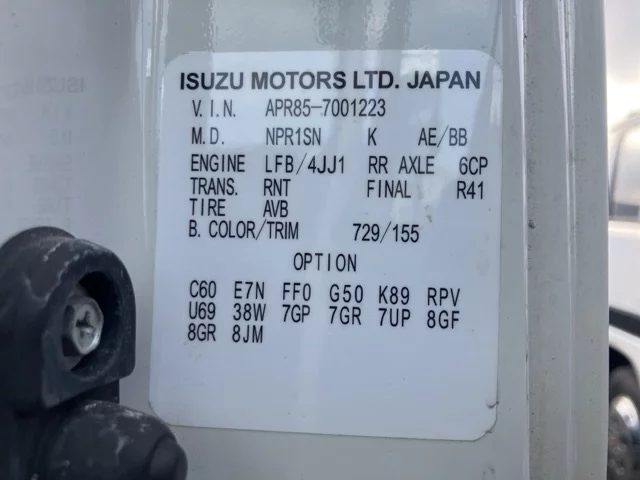 ISUZU MOTORS LTD. JAPAN
V.I.N. APR85-7001223
M.D. NPR1SN K AE/BB
ENGINE LFB/4JJ1 RR AXLE 6CP
TRANS. RNT FINAL R41
TIRE AVB
B. COLOR/TRIM 729/155
OPTION
C60 E7N FF0 G50 K89 RPV
U69 38W 7GP 7GR 7UP 8GF
8GR 8JM